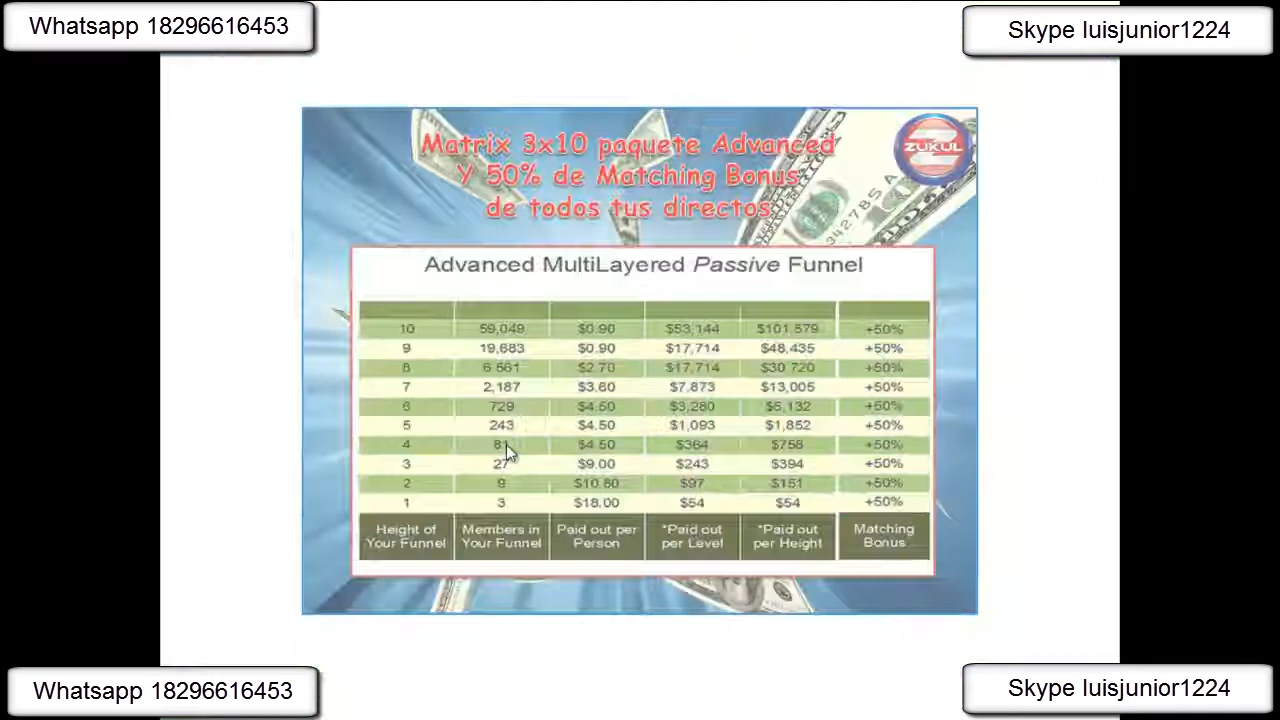 Whatsapp 18296616453
Skype luisjunior1224
Matrix 3x10 paquete Advanced
Y 50% de Matching Bonus
de todos tus directos
ZUKUL
Advanced MultiLayered Passive Funnel
10 59,049 $0.90 $53,144 $101,579 +50%
9 19,683 $0.90 $17,714 $48,435 +50%
8 6 561 $2.70 $17,714 $30 720 +50%
7 2,187 $3.60 $7,873 $13,005 +50%
6 729 $4.50 $3,280 $5,132 +50%
5 243 $4.50 $1,093 $1,852 +50%
4 81 $4.50 $364 $758 +50%
3 27 $9.00 $243 $394 +50%
2 9 $10.80 $97 $151 +50%
1 3 $18.00 $54 $54 +50%
Height of Members in Paid out per *Paid out *Paid out Matching
Your Funnel Your Funnel Person per Level per Height Bonus
Whatsapp 18296616453
Skype luisjunior1224